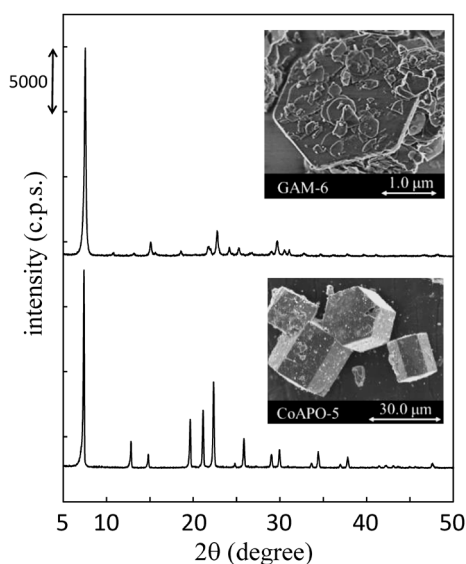 5000
GAM-6
1.0 μm
intensity (c.p.s.)
CoAPO-5
30.0 μm
5 10 20 30 40 50
2θ (degree)